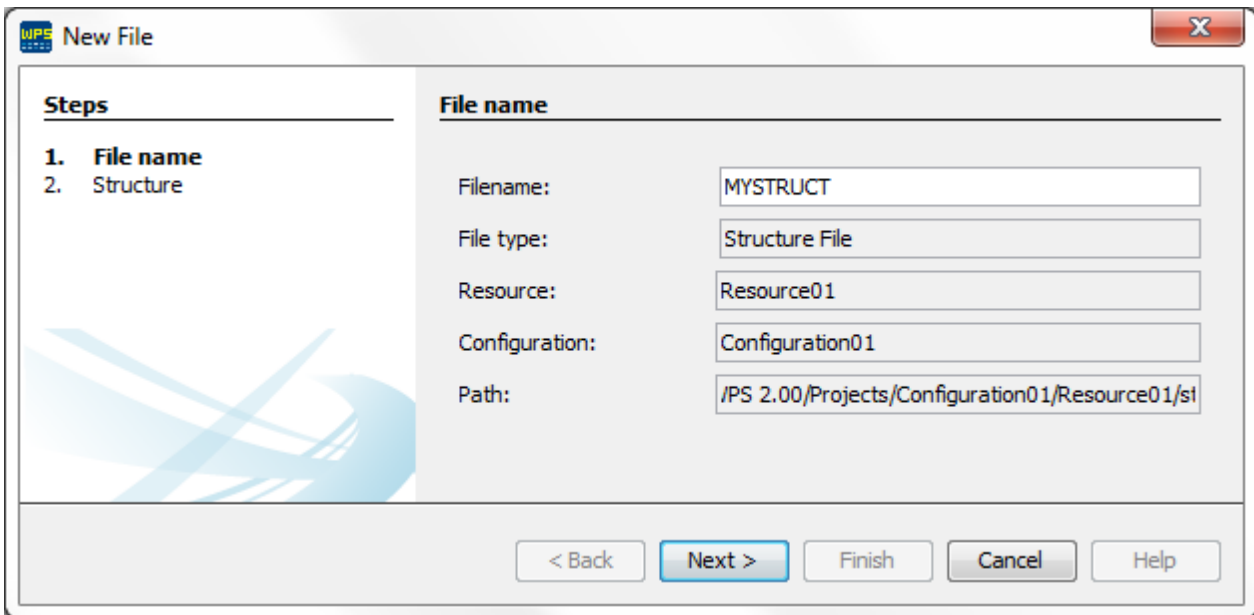 WPS
New File
Steps
1. File name
2. Structure
File name
Filename: MYSTRUCT
File type: Structure File
Resource: Resource01
Configuration: Configuration01
Path: /PS 2.00/Projects/Configuration01/Resource01/st
< Back Next > Finish Cancel Help